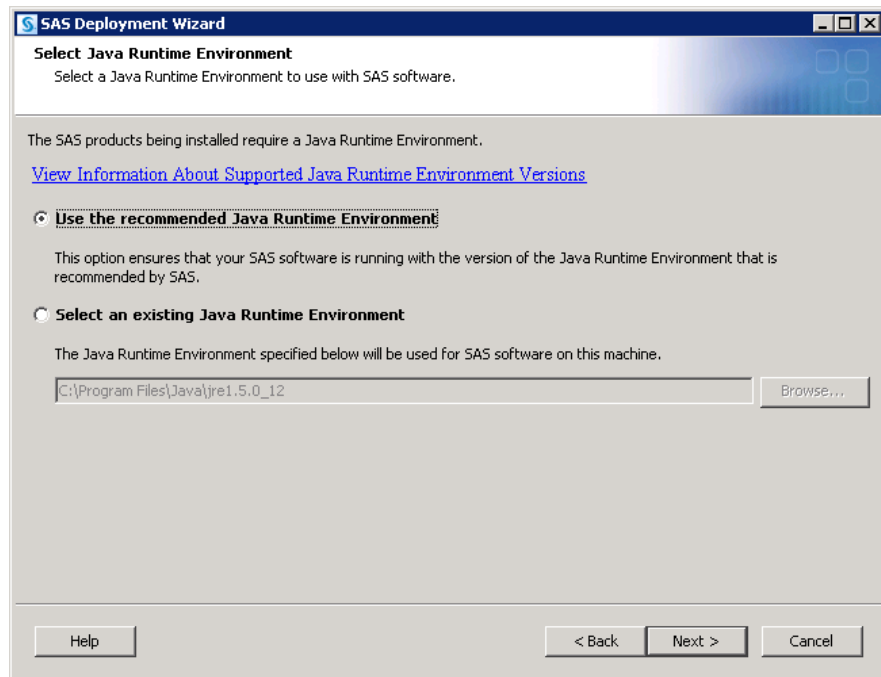 SAS Deployment Wizard
Select Java Runtime Environment
Select a Java Runtime Environment to use with SAS software.
The SAS products being installed require a Java Runtime Environment.
View Information About Supported Java Runtime Environment Versions
Use the recommended Java Runtime Environment
This option ensures that your SAS software is running with the version of the Java Runtime Environment that is
recommended by SAS.
Select an existing Java Runtime Environment
The Java Runtime Environment specified below will be used for SAS software on this machine.
C:\Program Files\Java\jre1.5.0_12 Browse...
Help < Back Next > Cancel